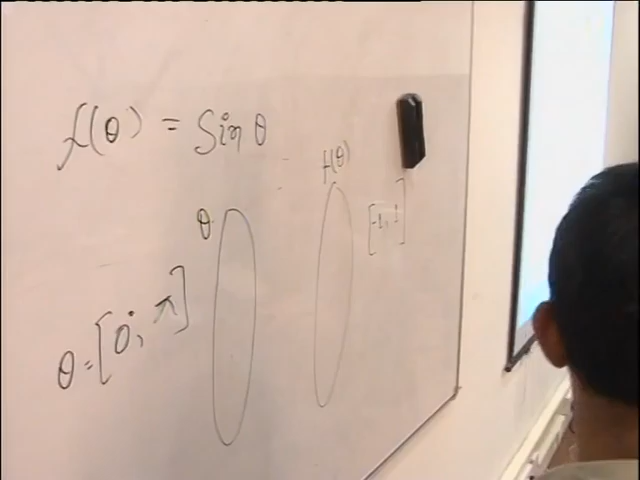 f(θ) = Sin θ
θ
f(θ)
[-1, 1]
θ = [0, π]